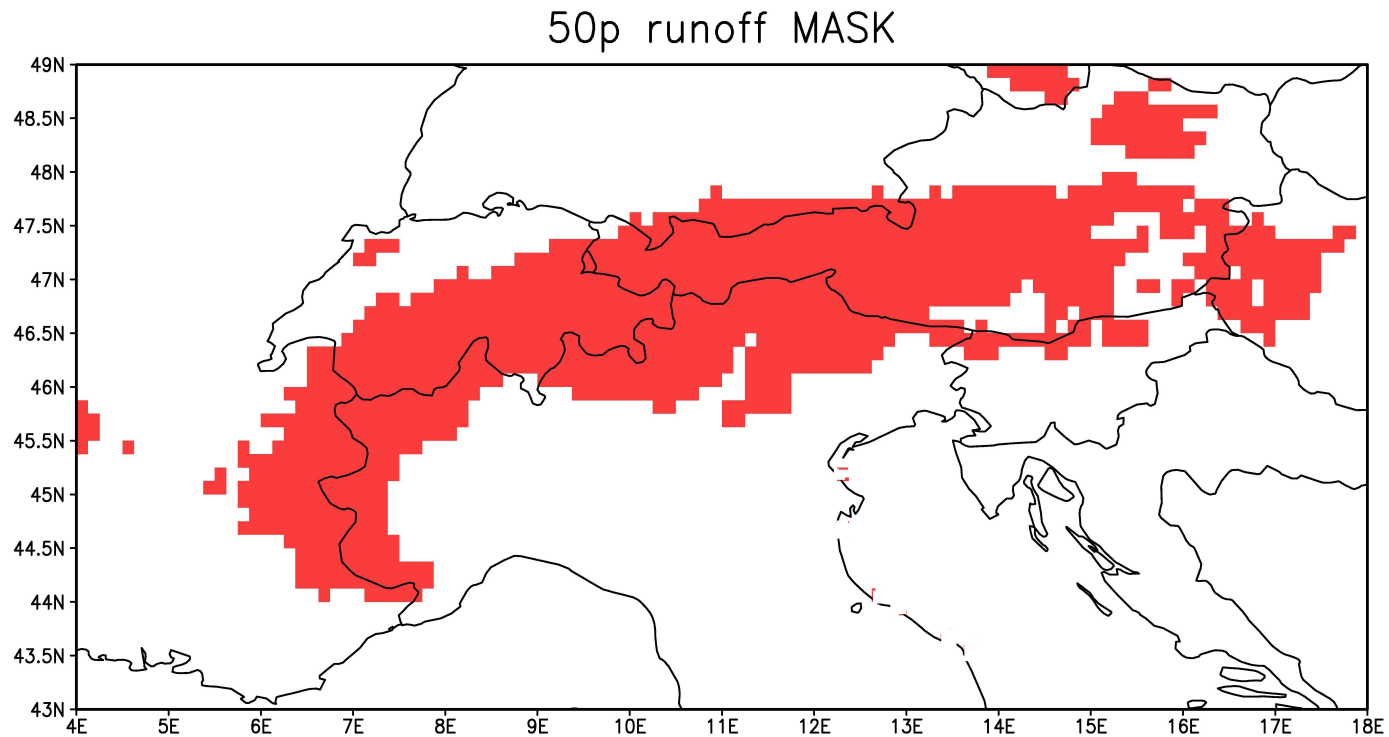 50p runoff MASK
49N
48.5N
48N
47.5N
47N
46.5N
46N
45.5N
45N
44.5N
44N
43.5N
43N
4E 5E 6E 7E 8E 9E 10E 11E 12E 13E 14E 15E 16E 17E 18E